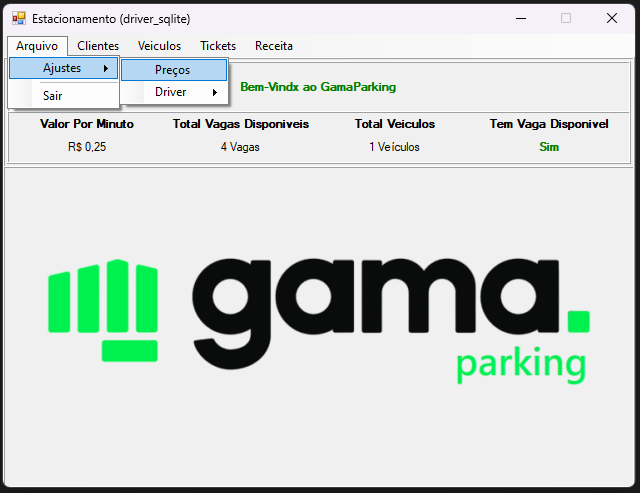 Estacionamento (driver_sqlite)
Arquivo Clientes Veiculos Tickets Receita
Ajustes Preços
Bem-Vindx ao GamaParking
Sair Driver
Valor Por Minuto Total Vagas Disponiveis Total Veiculos Tem Vaga Disponivel
R$ 0,25 4 Vagas 1 Veículos Sim
gama.
parking